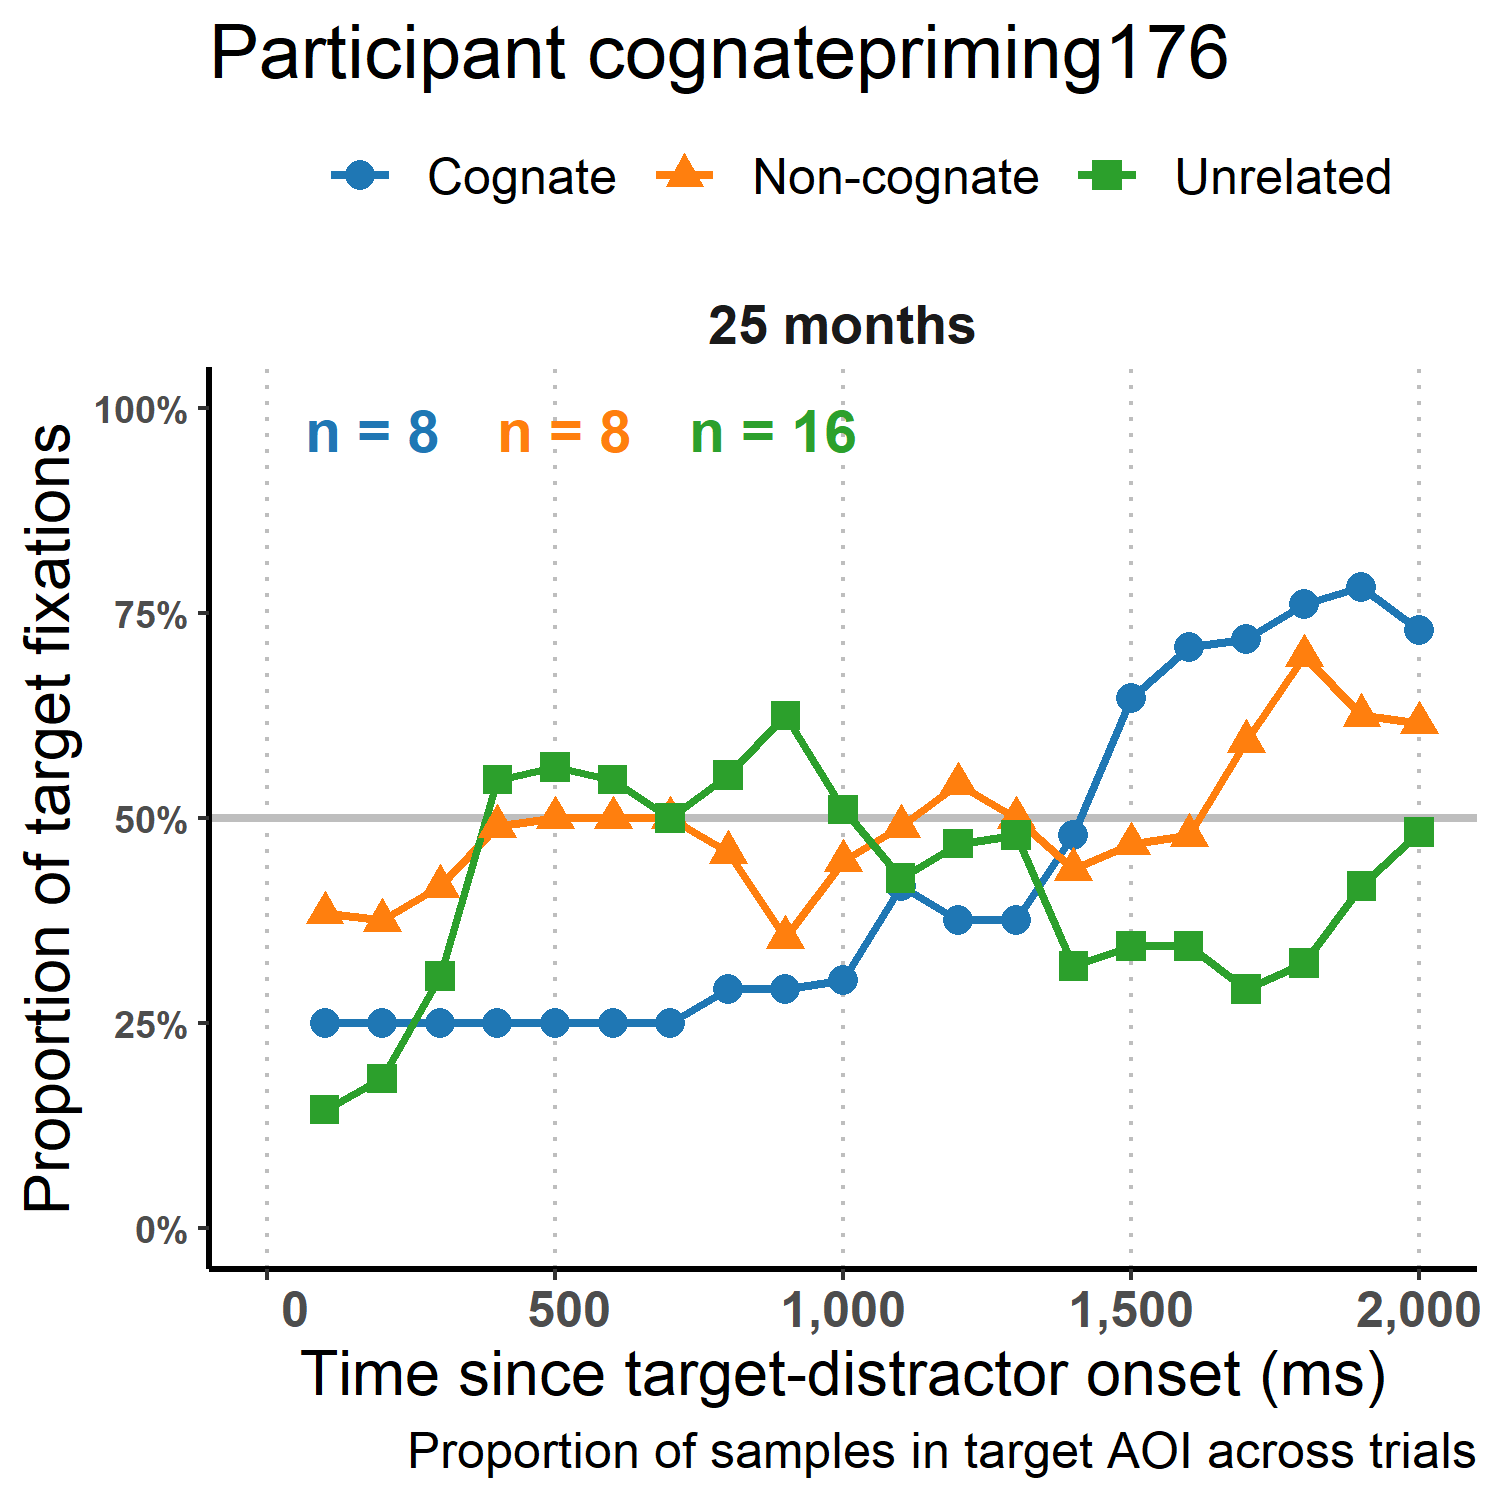 Participant cognatepriming176
Cognate Non-cognate Unrelated
25 months
n = 8 n = 8 n = 16
100%
75%
50%
25%
0%
Proportion of target fixations
0 500 1,000 1,500 2,000
Time since target-distractor onset (ms)
Proportion of samples in target AOI across trials